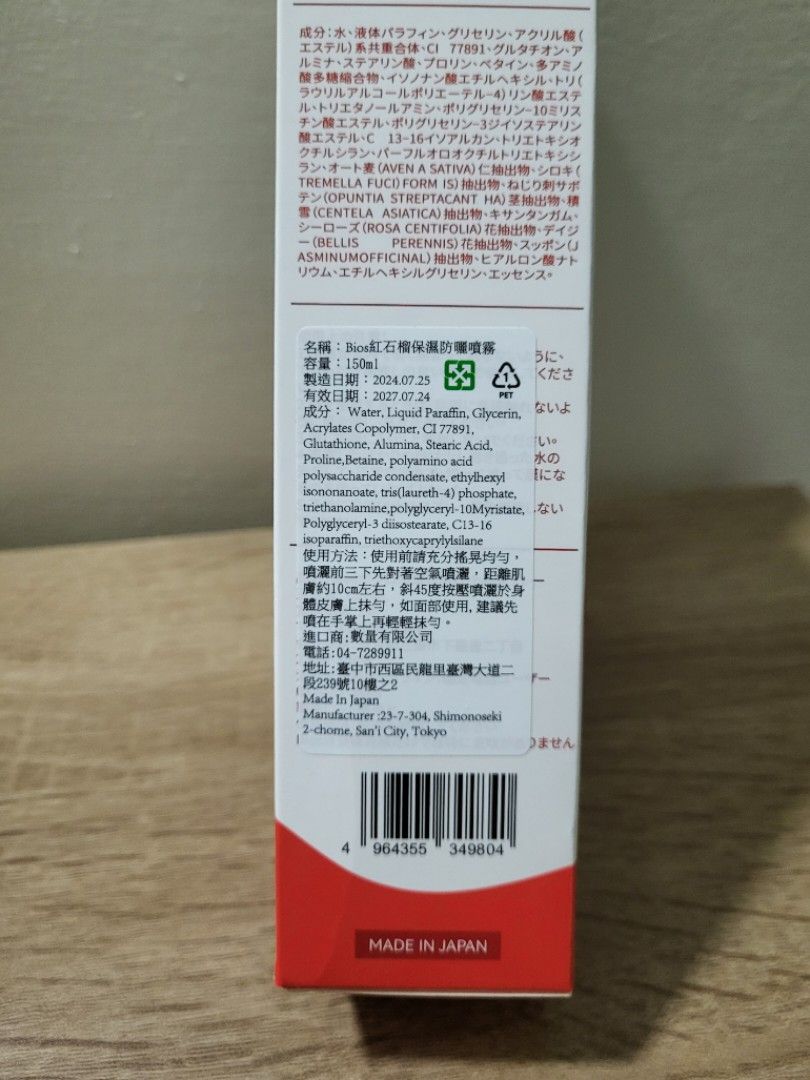 成分:水、液体パラフィン、グリセリン、アクリル酸(
エステル)系共重合体、CI 77891、グルタチオン、ア
ルミナ、ステアリン酸、プロリン、ベタイン、多アミノ
酸多糖縮合物、イソノナン酸エチルヘキシル、トリ(
ラウリルアルコールポリエーテル-4)リン酸エステ
ル、トリエタノールアミン、ポリグリセリン-10ミリス
チン酸エステル、ポリグリセリン-3ジイソステアリン
酸エステル、C 13-16イソアルカン、トリエトキシオ
クチルシラン、パーフルオロオクチルトリエトキシシ
ラン、オート麦(AVEN A SATIVA)仁抽出物、シロキ(
TREMELLA FUCI) FORM IS)抽出物、ねじり刺サボ
テン(OPUNTIA STREPTACANT HA)茎抽出物、積
雪(CENTELA ASIATICA)抽出物、キサンタンガム、
シーローズ(ROSA CENTIFOLIA)花抽出物、デイジ
ー(BELLIS PERENNIS)花抽出物、スッポン(J
ASMINUMOFFICINAL)抽出物、ヒアルロン酸ナト
リウム、エチルヘキシルグリセリン、エッセンス。
名稱:Bios紅石榴保濕防曬噴霧
容量:150ml
製造日期:2024.07.25
有效日期:2027.07.24
1
PET
成分: Water, Liquid Paraffin, Glycerin,
Acrylates Copolymer, CI 77891,
Glutathione, Alumina, Stearic Acid,
Proline,Betaine, polyamino acid
polysaccharide condensate, ethylhexyl
isononanoate, tris(laureth-4) phosphate,
triethanolamine,polyglyceryl-10Myristate,
Polyglyceryl-3 diisostearate, C13-16
isoparaffin, triethoxycaprylylsilane
使用方法:使用前請充分搖晃均勻,
噴灑前三下先對著空氣噴灑,距離肌
膚約10cm左右,斜45度按壓噴灑於身
體皮膚上抹勻,如面部使用, 建議先
噴在手掌上再輕輕抹勻。
進口商:數量有限公司
電話:04-7289911
地址:臺中市西區民龍里臺灣大道二
段239號10樓之2
Made In Japan
Manufacturer :23-7-304, Shimonoseki
2-chome, San'i City, Tokyo
うに、
くださ
ないよ
い。
水の
にな
ない
ー
りません
4 964355 349804
MADE IN JAPAN